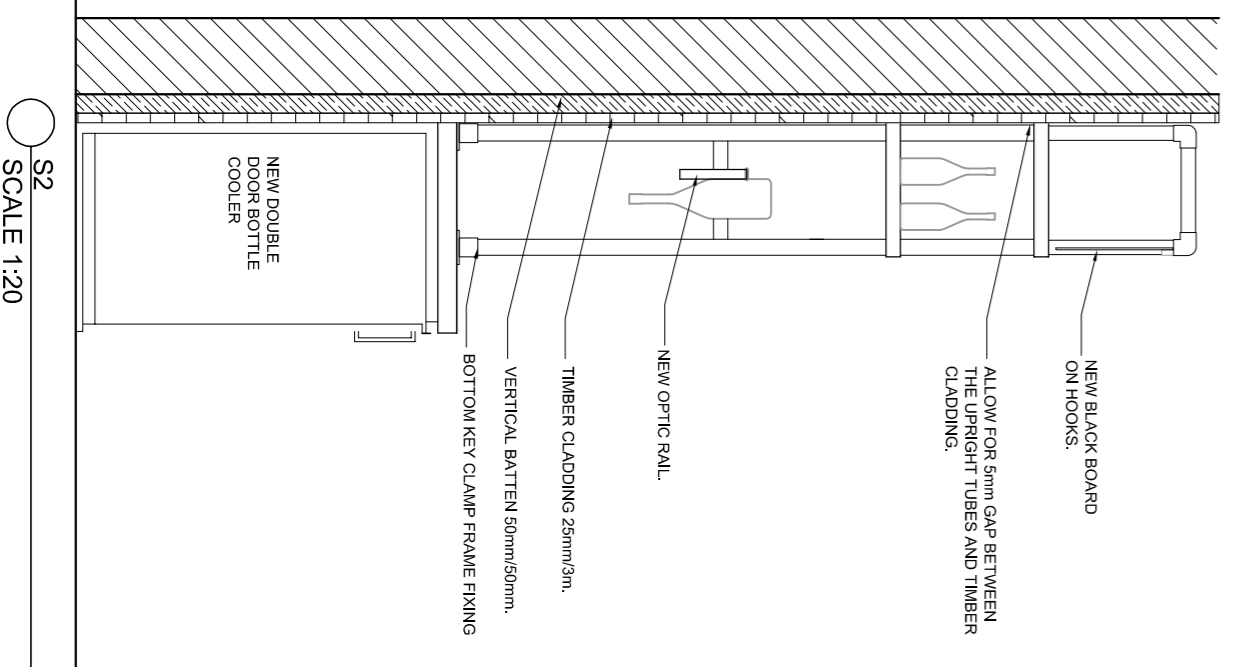 NEW BLACK BOARD
ON HOOKS.
ALLOW FOR 5mm GAP BETWEEN
THE UPRIGHT TUBES AND TIMBER
CLADDING.
NEW OPTIC RAIL.
TIMBER CLADDING 25mm/3m.
VERTICAL BATTEN 50mm/50mm.
BOTTOM KEY CLAMP FRAME FIXING
NEW DOUBLE
DOOR BOTTLE
COOLER
S2
SCALE 1:20